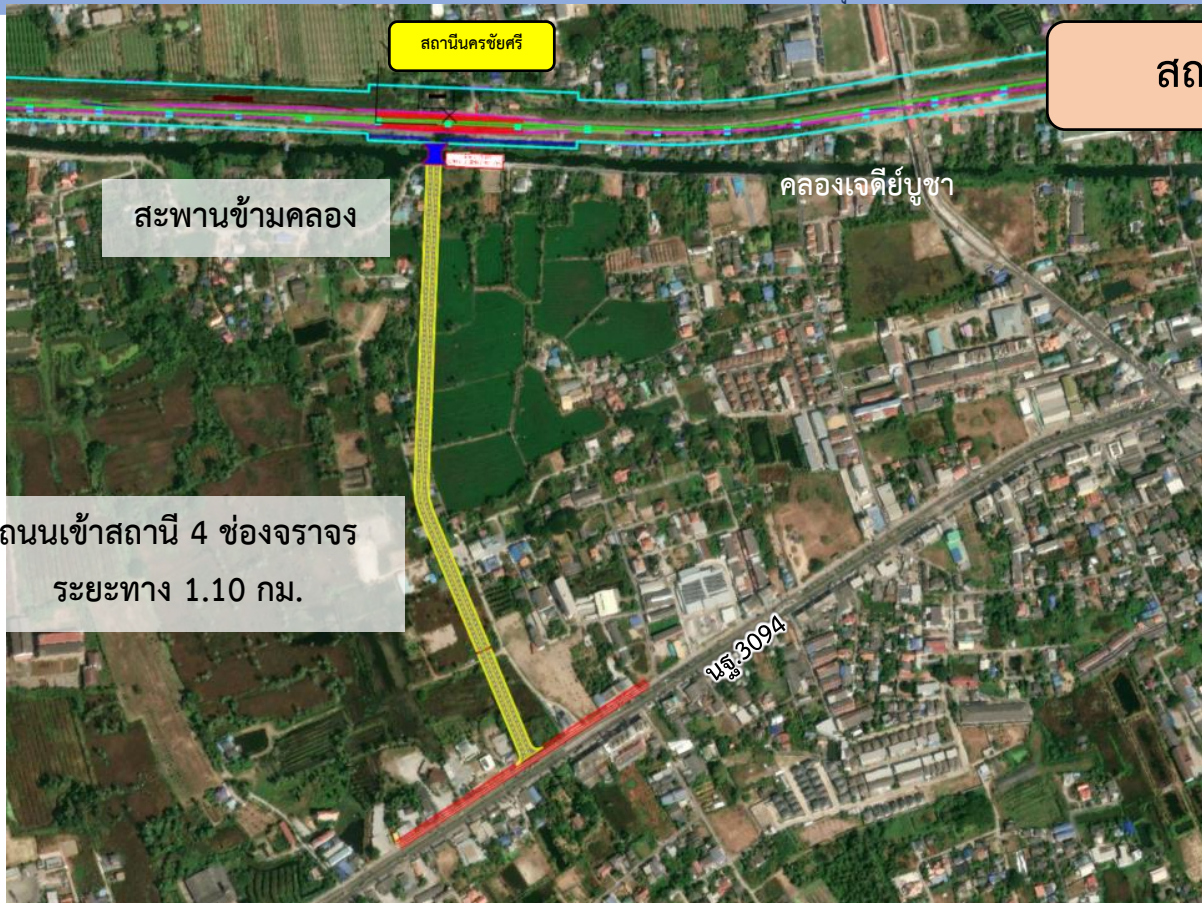 สถานีนครชัยศรี
สถ
คลองเจดีย์บูชา
สะพานข้ามคลอง
ถนนเข้าสถานี 4 ช่องจราจร
ระยะทาง 1.10 กม.
นฐ.3094